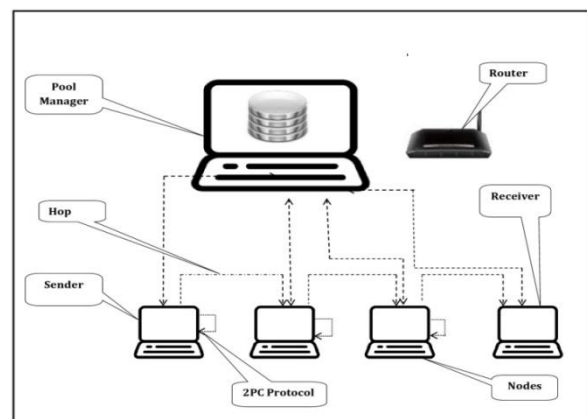 Pool
Manager
Router
Hop
Receiver
Sender
2PC Protocol
Nodes